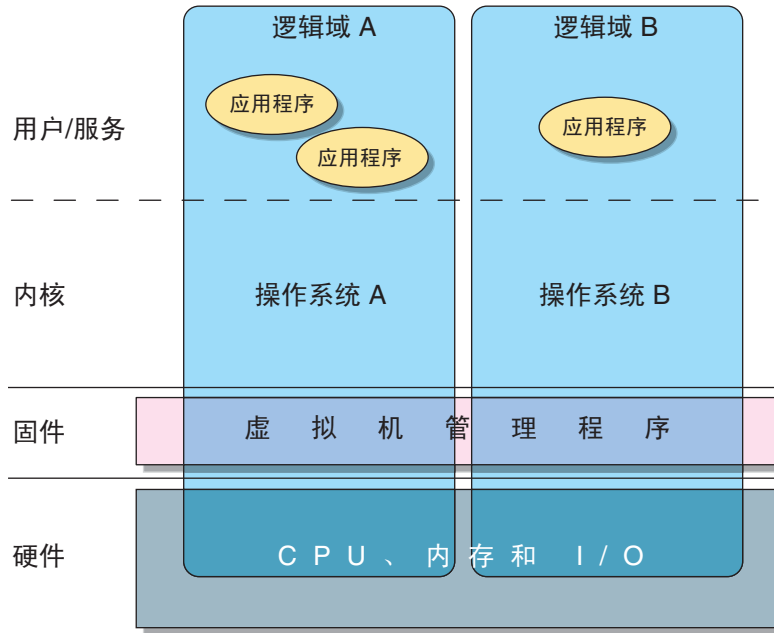 逻辑域 A
逻辑域 B
应用程序
应用程序
应用程序
用户/服务
内核
操作系统 A
操作系统 B
固件
虚拟机管理程序
硬件
CPU、内存和 I/O